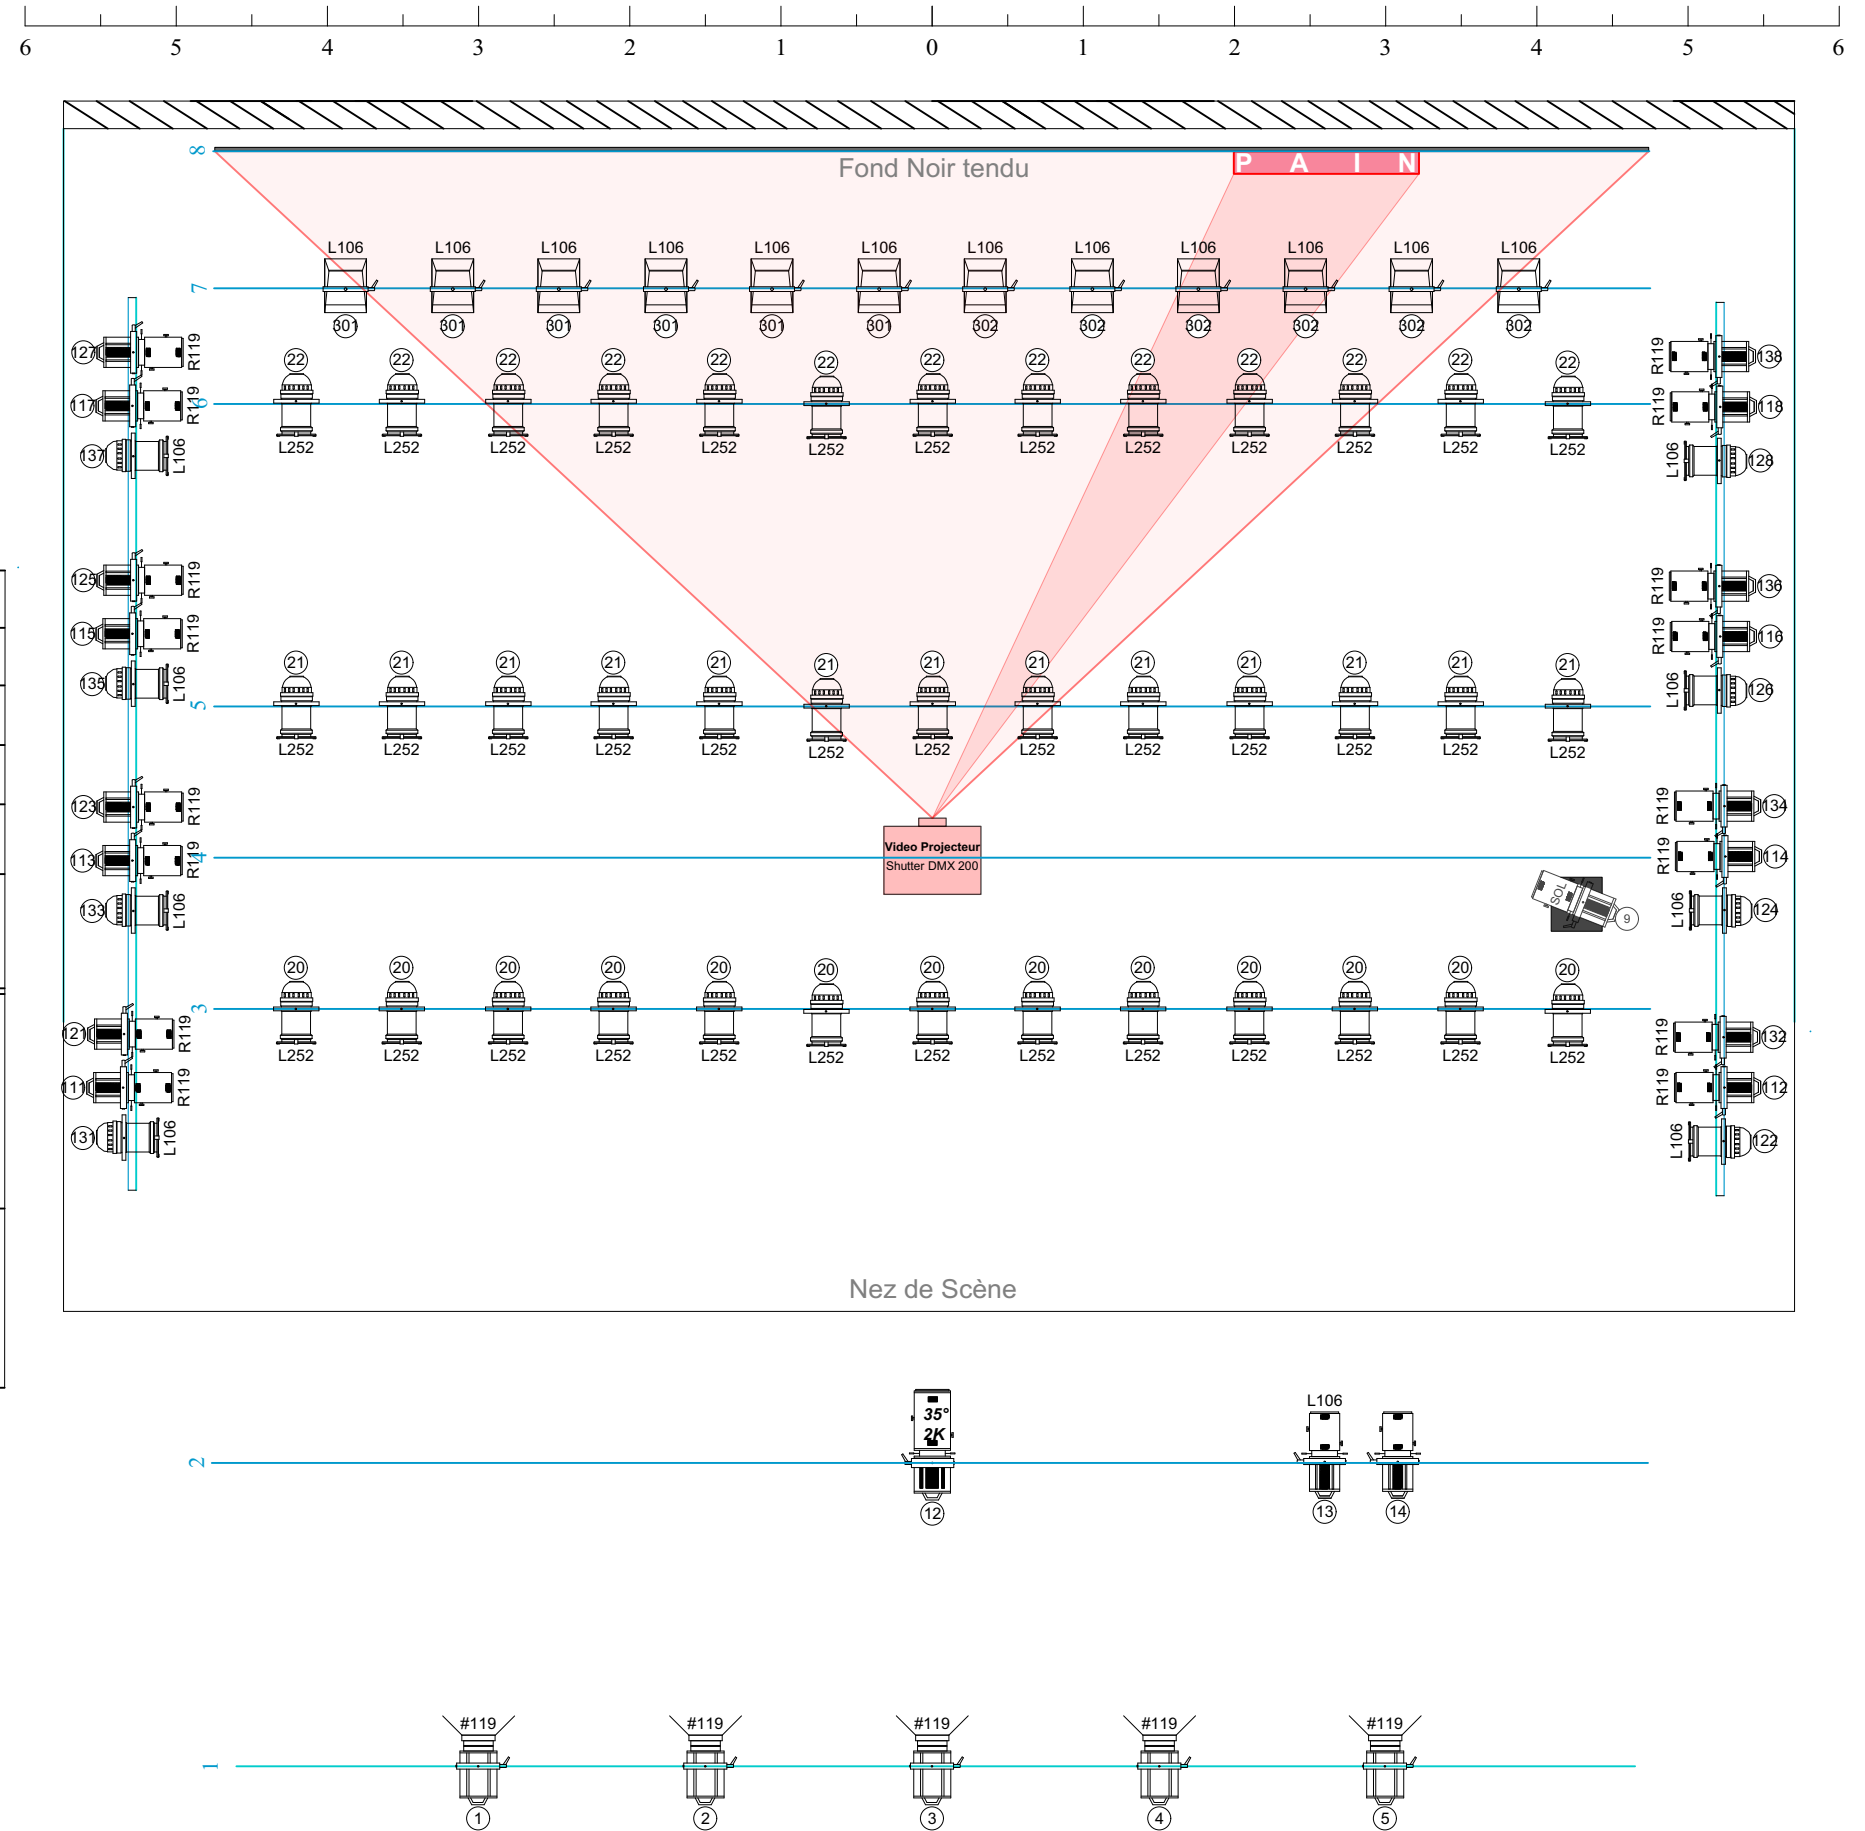 6 5 4 3 2 1 0 1 2 3 4 5 6
8
Fond Noir tendu
P A I N
L106 L106 L106 L106 L106 L106 L106 L106 L106 L106 L106 L106
7
301 301 301 301 301 301 302 302 302 302 302 302
127 R119
R119 138
22 22 22 22 22 22 22 22 22 22 22 22 22
117 R119
6
R119 118
L252 L252 L252 L252 L252 L252 L252 L252 L252 L252 L252 L252 L252
137 L106
L106 128
125 R119
R119 136
115 R119
R119 116
21 21 21 21 21 21 21 21 21 21 21 21 21
135 L106
L106 126
5
L252 L252 L252 L252 L252 L252 L252 L252 L252 L252 L252 L252 L252
123 R119
R119 134
Video Projecteur
Shutter DMX 200
113 R119
4
R119 114
133 L106
SOL
9
L106 124
20 20 20 20 20 20 20 20 20 20 20 20 20
3
121 R119
R119 132
L252 L252 L252 L252 L252 L252 L252 L252 L252 L252 L252 L252 L252
111 R119
R119 112
131 L106
L106 122
Nez de Scène
L106
35°
2K
2
12 13 14
#119 #119 #119 #119 #119
1
1 2 3 4 5